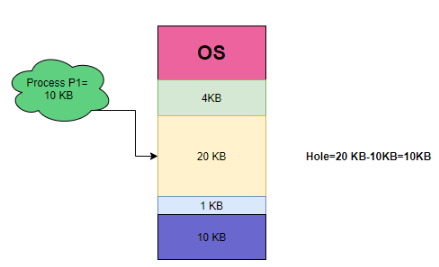 OS
Process P1=
10 KB
4KB
20 KB
Hole=20 KB-10KB=10KB
1 KB
10 KB